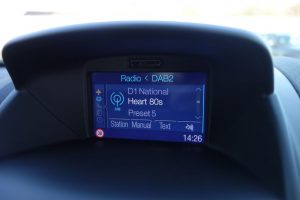 Radio < DAB2
D1 National
Heart 80s
Preset 5
Station Manual Text
14:26